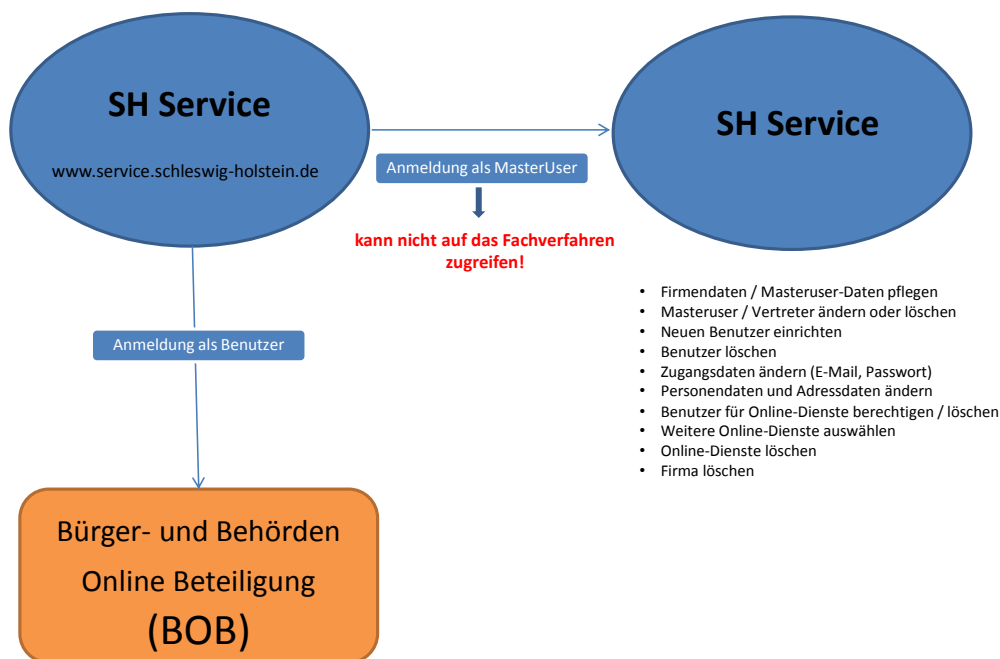 SH Service
www.service.schleswig-holstein.de
Anmeldung als MasterUser
kann nicht auf das Fachverfahren
zugreifen!
SH Service
• Firmendaten / Masteruser-Daten pflegen
• Masteruser / Vertreter ändern oder löschen
• Neuen Benutzer einrichten
• Benutzer löschen
• Zugangsdaten ändern (E-Mail, Passwort)
• Personendaten und Adressdaten ändern
• Benutzer für Online-Dienste berechtigen / löschen
• Weitere Online-Dienste auswählen
• Online-Dienste löschen
• Firma löschen
Anmeldung als Benutzer
Bürger- und Behörden
Online Beteiligung
(BOB)